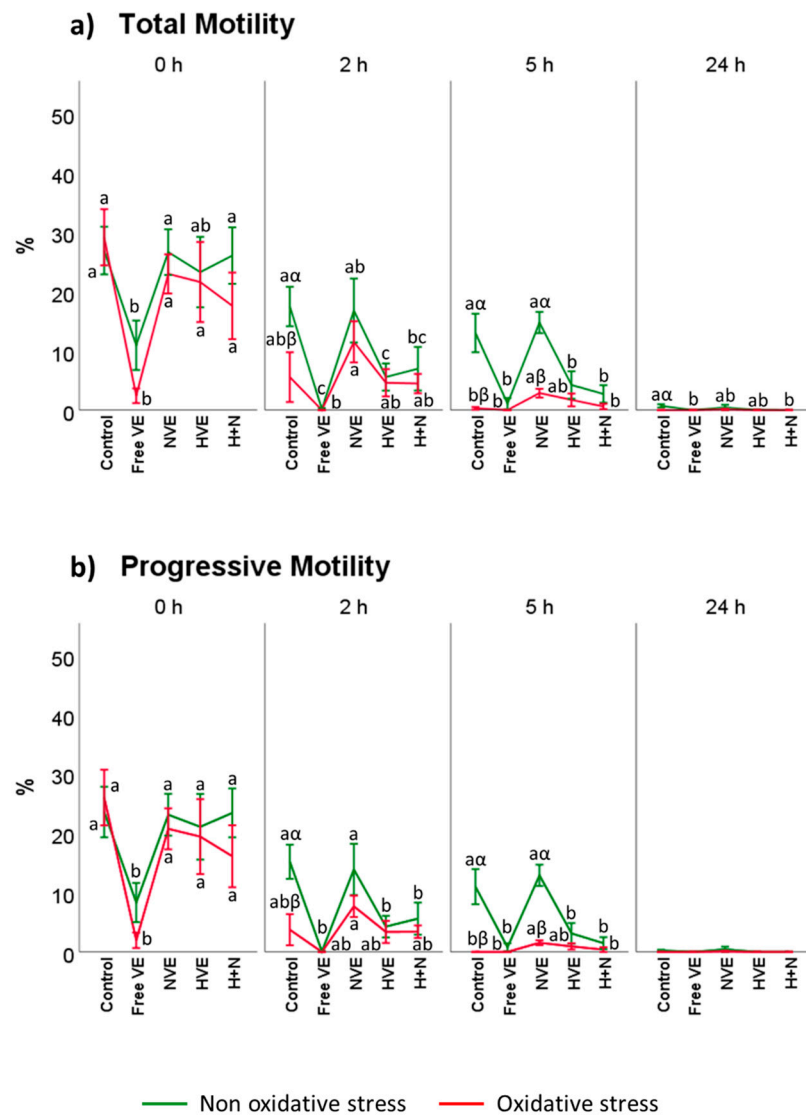 a) Total Motility
0 h 2 h 5 h 24 h
50
40
30
20
10
0
%
a a b b a a ab a a a
aα abβ c b ab a c ab bc ab
aα bβ b b aα aβ b ab b b
aα b ab ab b
Control Free VE NVE HVE H+N Control Free VE NVE HVE H+N Control Free VE NVE HVE H+N Control Free VE NVE HVE H+N
b) Progressive Motility
0 h 2 h 5 h 24 h
50
40
30
20
10
0
%
a a b b a a a a a a
aα abβ b ab a a b ab b ab
aα bβ b b aα aβ b ab b b
Control Free VE NVE HVE H+N Control Free VE NVE HVE H+N Control Free VE NVE HVE H+N Control Free VE NVE HVE H+N
Non oxidative stress Oxidative stress